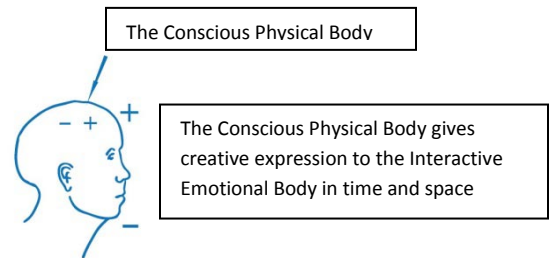 The Conscious Physical Body
- +
+
The Conscious Physical Body gives
creative expression to the Interactive
Emotional Body in time and space
-